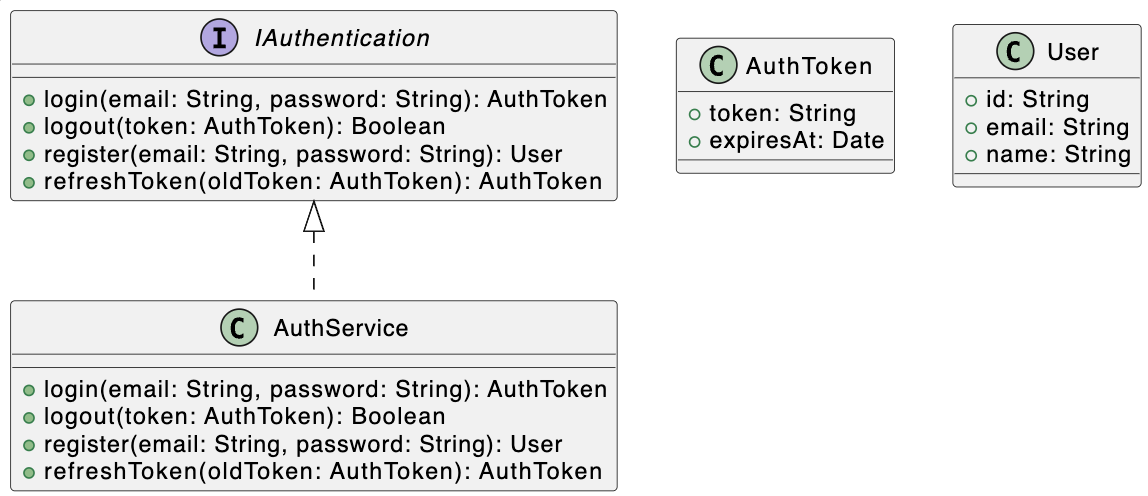 I IAuthentication
login(email: String, password: String): AuthToken
logout(token: AuthToken): Boolean
register(email: String, password: String): User
refreshToken(oldToken: AuthToken): AuthToken
C AuthToken
token: String
expiresAt: Date
C User
id: String
email: String
name: String
C AuthService
login(email: String, password: String): AuthToken
logout(token: AuthToken): Boolean
register(email: String, password: String): User
refreshToken(oldToken: AuthToken): AuthToken